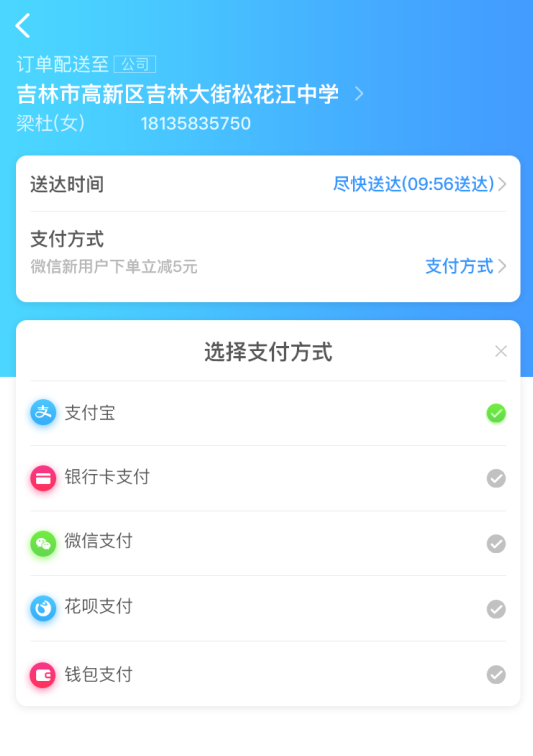 订单配送至 公司
吉林市高新区吉林大街松花江中学
梁杜(女) 18135835750
送达时间 尽快送达(09:56送达)
支付方式
微信新用户下单立减5元 支付方式
选择支付方式
支付宝
银行卡支付
微信支付
花呗支付
钱包支付